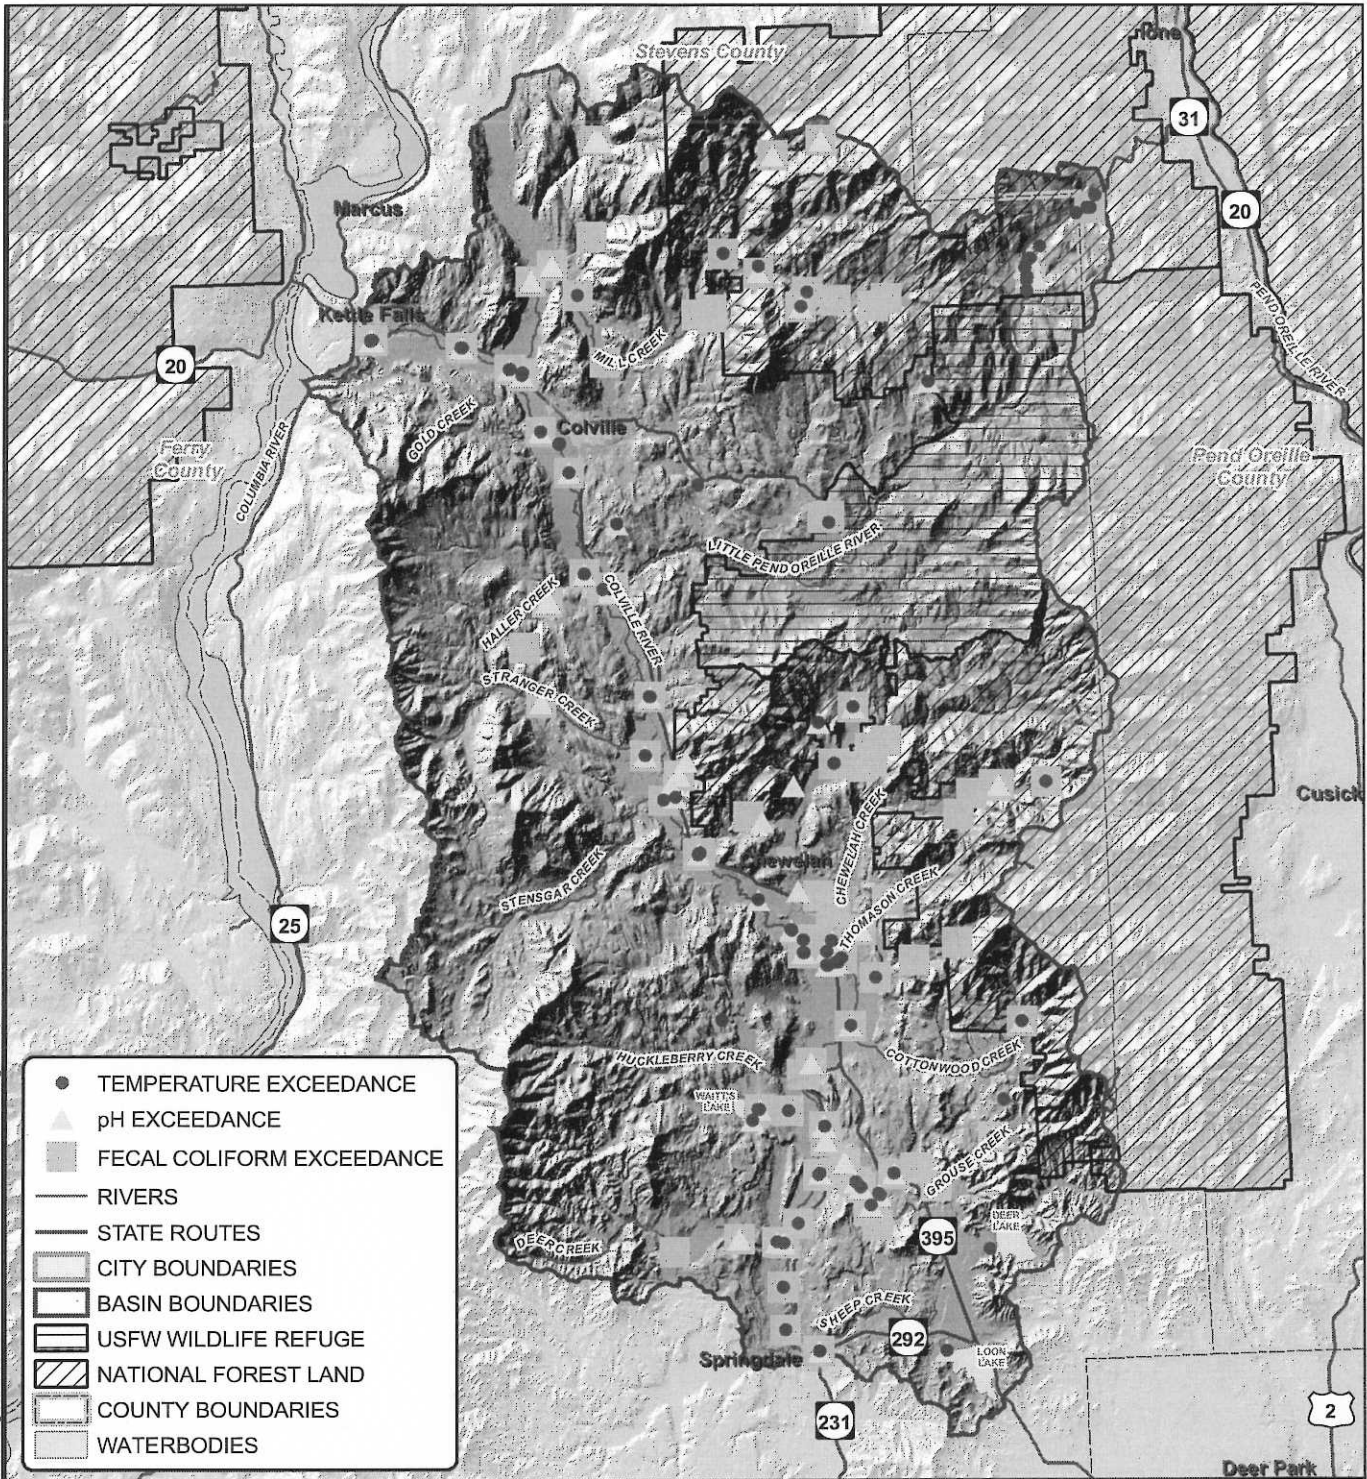 Ione
Stevens County
31
Marcus
20
Kettle Falls
MILL CREEK
PEND OREILLE RIVER
20
GOLD CREEK
Colville
Ferry
County
COLUMBIA RIVER
Pend Oreille
County
LITTLE PEND OREILLE RIVER
HALLER CREEK
COLVILLE RIVER
STRANGER CREEK
Cusick
CHEWELAH CREEK
Chewelah
STENSGAR CREEK
THOMASON CREEK
25
HUCKLEBERRY CREEK
COTTONWOOD CREEK
WAITTS
LAKE
GROUSE CREEK
DEER
LAKE
395
DEER CREEK
SHEEP CREEK
292
Springdale
LOON
LAKE
231
2
Deer Park
TEMPERATURE EXCEEDANCE
pH EXCEEDANCE
FECAL COLIFORM EXCEEDANCE
RIVERS
STATE ROUTES
CITY BOUNDARIES
BASIN BOUNDARIES
USFW WILDLIFE REFUGE
NATIONAL FOREST LAND
COUNTY BOUNDARIES
WATERBODIES